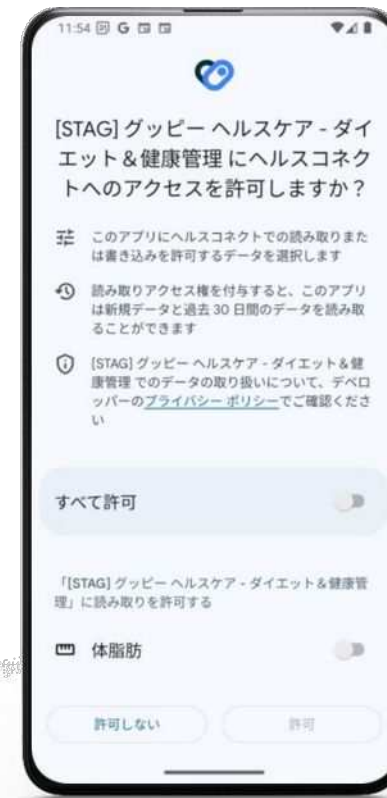 11:54
[STAG] グッピー ヘルスケア - ダイ
エット＆健康管理 にヘルスコネク
トへのアクセスを許可しますか？
このアプリにヘルスコネクトでの読み取りまた
は書き込みを許可するデータを選択します
読み取りアクセス権を付与すると、このアプリ
は新規データと過去 30 日間のデータを読み取
ることができます
[STAG] グッピー ヘルスケア - ダイエット＆健
康管理 でのデータの取り扱いについて、デベロ
ッパーのプライバシー ポリシーでご確認くださ
い
すべて許可
「[STAG] グッピー ヘルスケア - ダイエット＆健康管
理」に読み取りを許可する
体脂肪
許可しない
許可